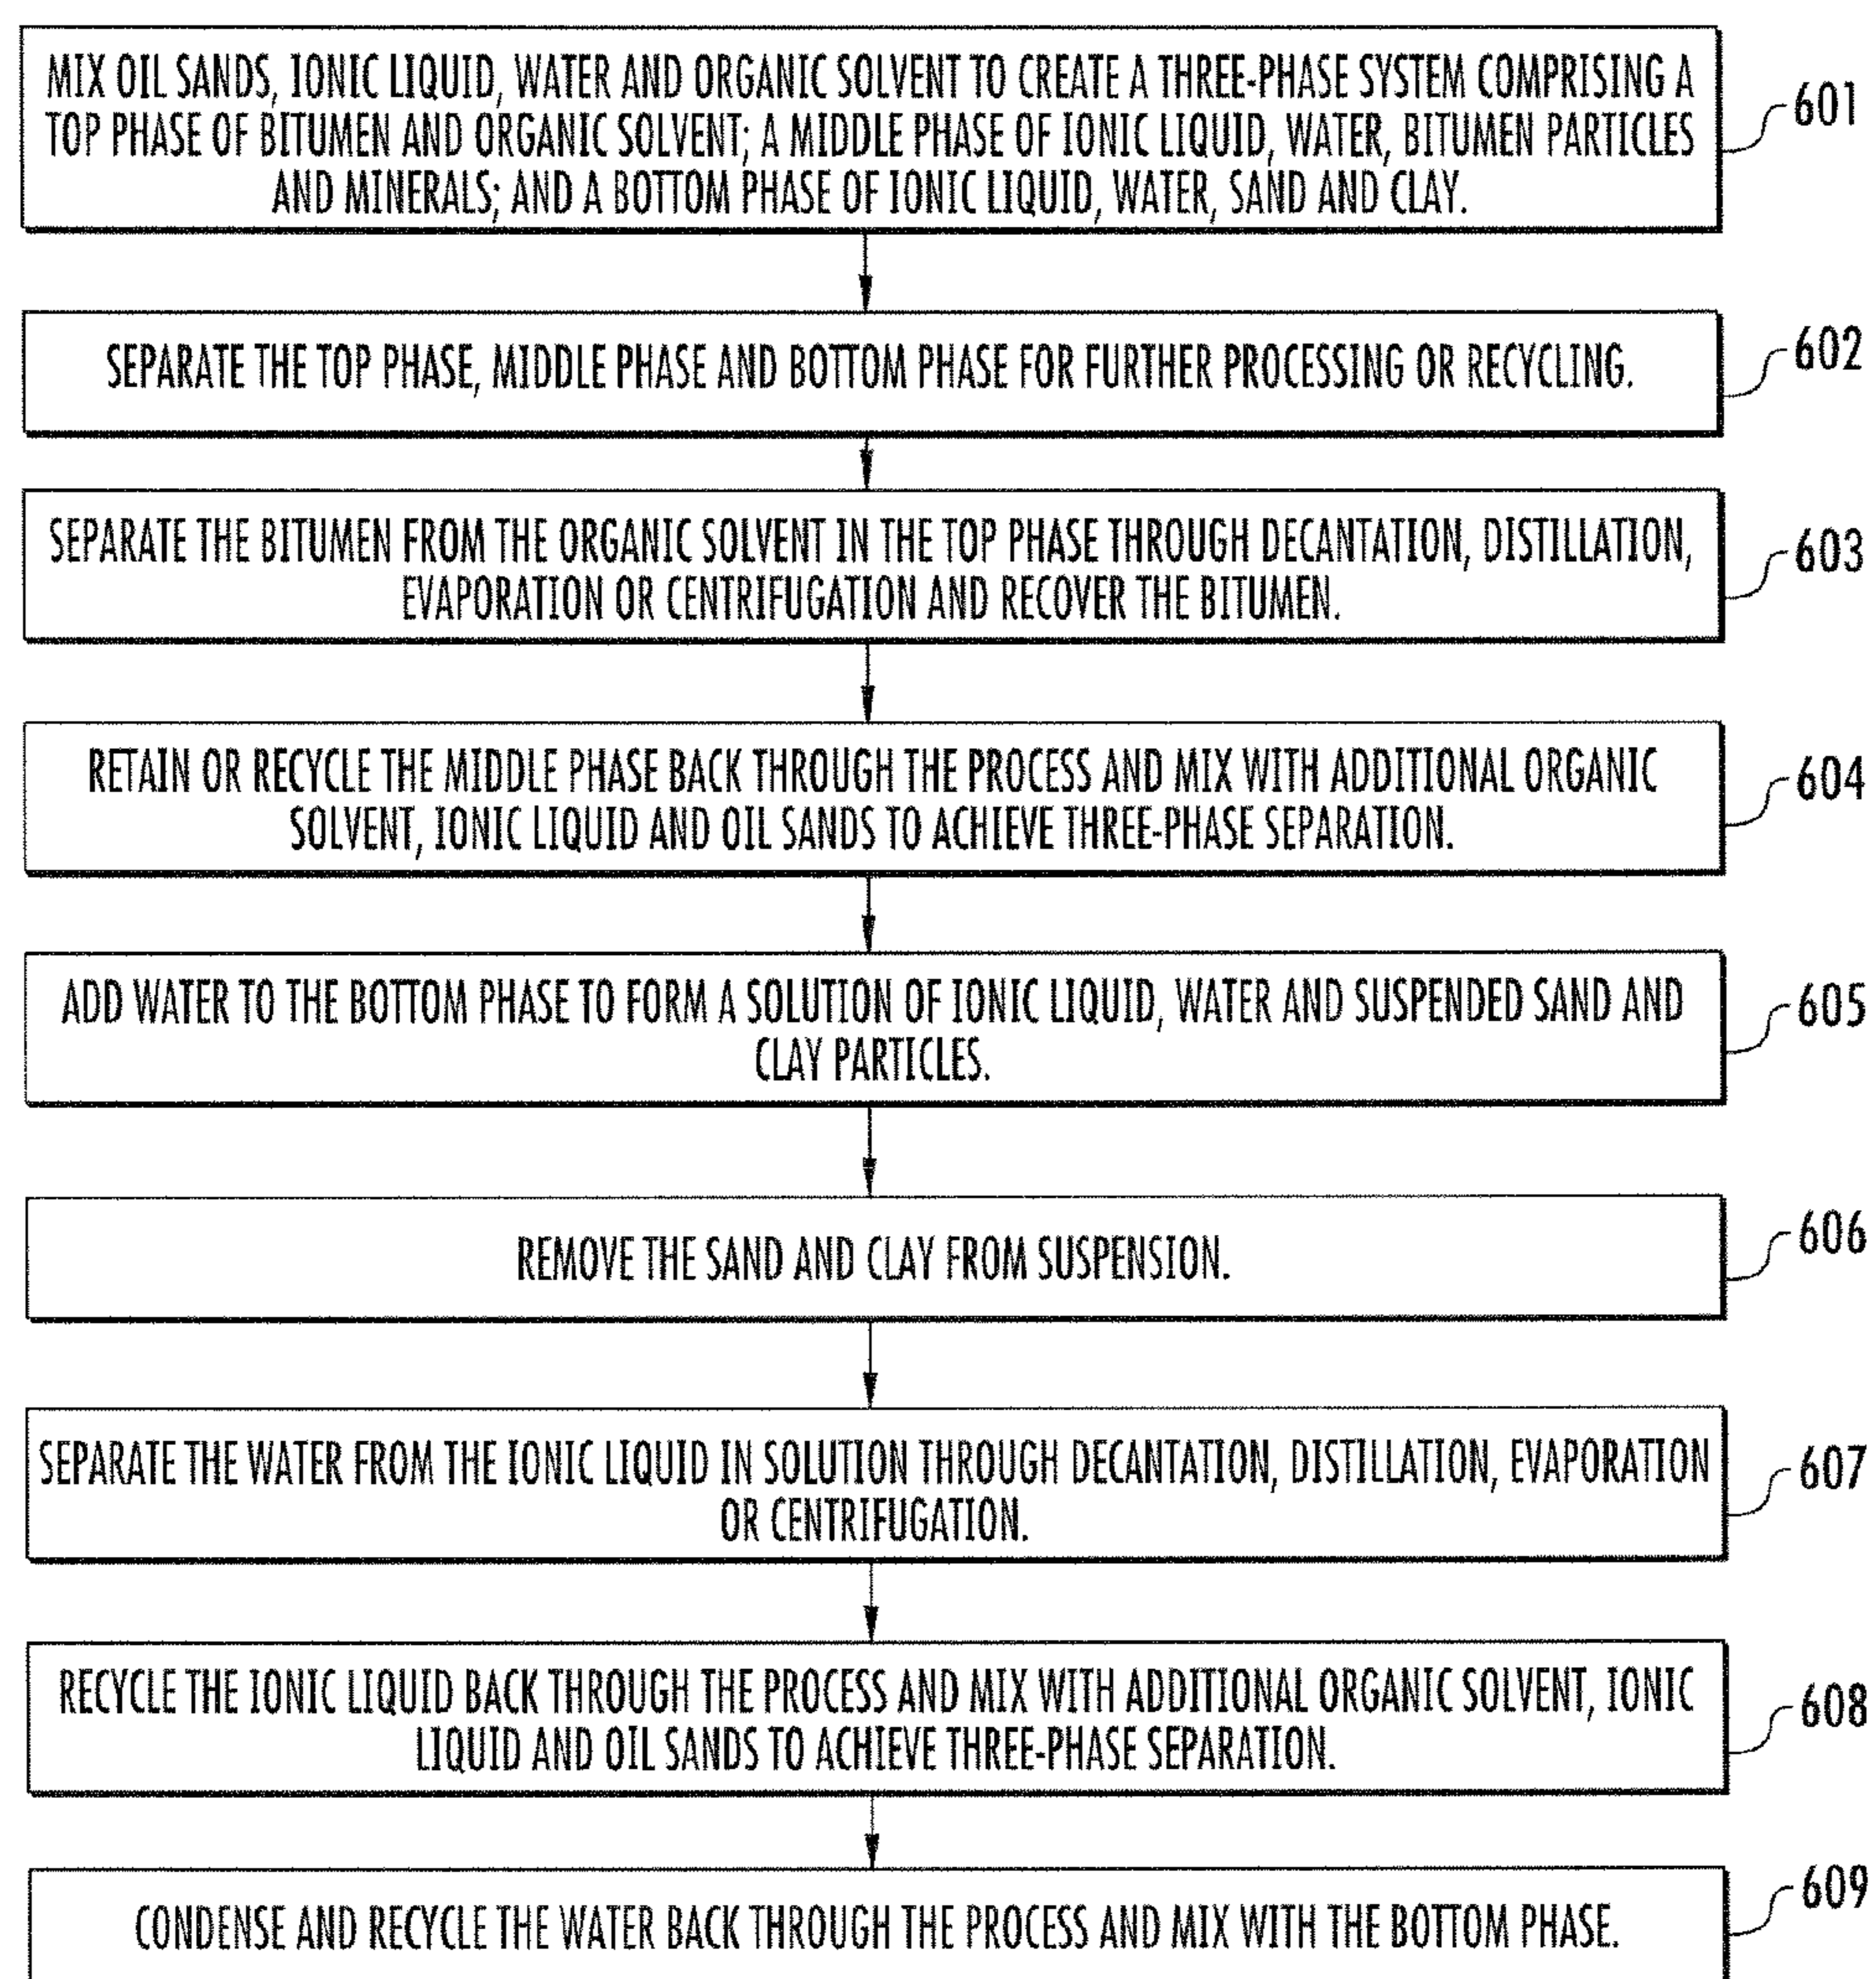 MIX OIL SANDS, IONIC LIQUID, WATER AND ORGANIC SOLVENT TO CREATE A THREE-PHASE SYSTEM COMPRISING A
TOP PHASE OF BITUMEN AND ORGANIC SOLVENT; A MIDDLE PHASE OF IONIC LIQUID, WATER, BITUMEN PARTICLES
AND MINERALS; AND A BOTTOM PHASE OF IONIC LIQUID, WATER, SAND AND CLAY.
601
SEPARATE THE TOP PHASE, MIDDLE PHASE AND BOTTOM PHASE FOR FURTHER PROCESSING OR RECYCLING.
602
SEPARATE THE BITUMEN FROM THE ORGANIC SOLVENT IN THE TOP PHASE THROUGH DECANTATION, DISTILLATION,
EVAPORATION OR CENTRIFUGATION AND RECOVER THE BITUMEN.
603
RETAIN OR RECYCLE THE MIDDLE PHASE BACK THROUGH THE PROCESS AND MIX WITH ADDITIONAL ORGANIC
SOLVENT, IONIC LIQUID AND OIL SANDS TO ACHIEVE THREE-PHASE SEPARATION.
604
ADD WATER TO THE BOTTOM PHASE TO FORM A SOLUTION OF IONIC LIQUID, WATER AND SUSPENDED SAND AND
CLAY PARTICLES.
605
REMOVE THE SAND AND CLAY FROM SUSPENSION.
606
SEPARATE THE WATER FROM THE IONIC LIQUID IN SOLUTION THROUGH DECANTATION, DISTILLATION, EVAPORATION
OR CENTRIFUGATION.
607
RECYCLE THE IONIC LIQUID BACK THROUGH THE PROCESS AND MIX WITH ADDITIONAL ORGANIC SOLVENT, IONIC
LIQUID AND OIL SANDS TO ACHIEVE THREE-PHASE SEPARATION.
608
CONDENSE AND RECYCLE THE WATER BACK THROUGH THE PROCESS AND MIX WITH THE BOTTOM PHASE.
609